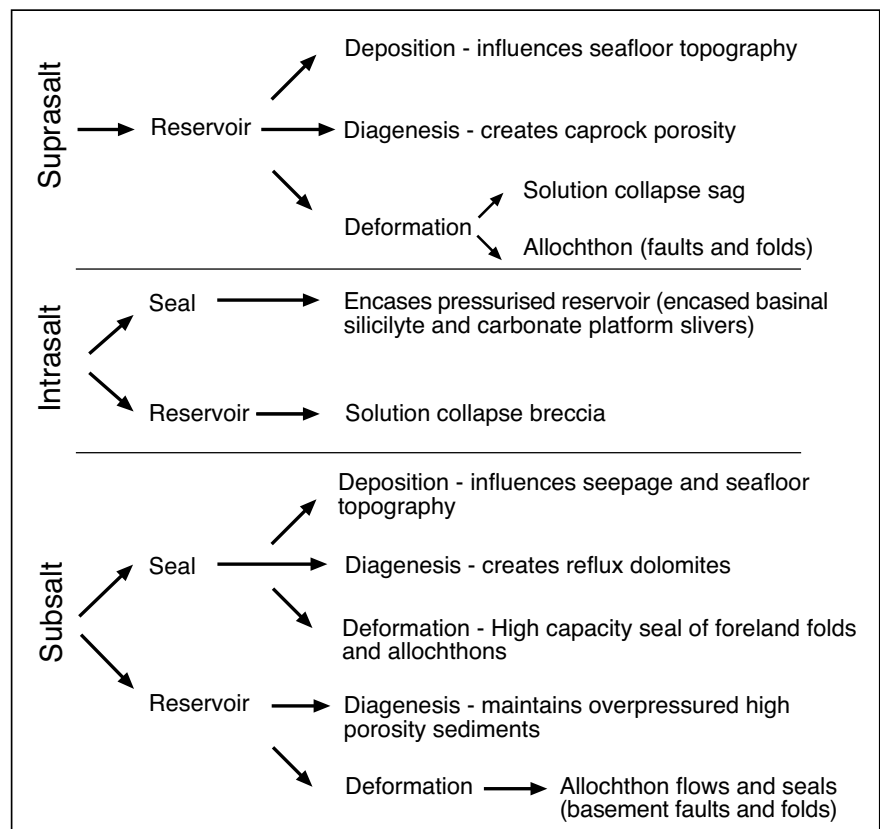 Suprasalt
Reservoir
Deposition - influences seafloor topography
Diagenesis - creates caprock porosity
Deformation
Solution collapse sag
Allochthon (faults and folds)
Intrasalt
Seal
Encases pressurised reservoir (encased basinal
silicilyte and carbonate platform slivers)
Reservoir
Solution collapse breccia
Subsalt
Seal
Deposition - influences seepage and seafloor
topography
Diagenesis - creates reflux dolomites
Deformation - High capacity seal of foreland folds
and allochthons
Reservoir
Diagenesis - maintains overpressured high
porosity sediments
Deformation
Allochthon flows and seals
(basement faults and folds)